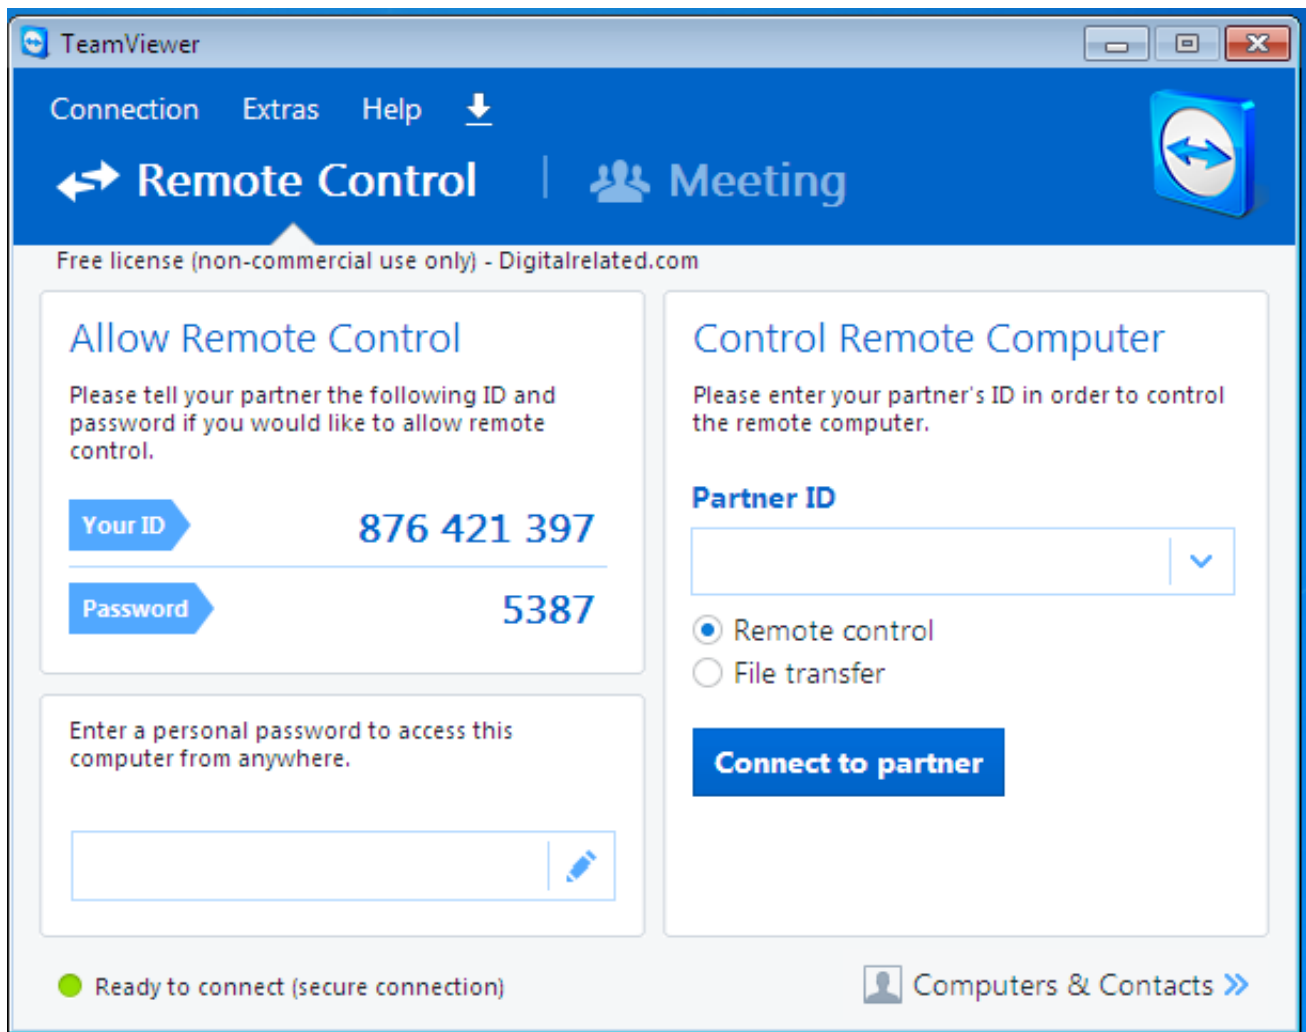 TeamViewer
Connection Extras Help
Remote Control Meeting
Free license (non-commercial use only) - Digitalrelated.com
Allow Remote Control
Please tell your partner the following ID and
password if you would like to allow remote
control.
Your ID 876 421 397
Password 5387
Enter a personal password to access this
computer from anywhere.
Control Remote Computer
Please enter your partner's ID in order to control
the remote computer.
Partner ID
Remote control
File transfer
Connect to partner
Ready to connect (secure connection)
Computers & Contacts